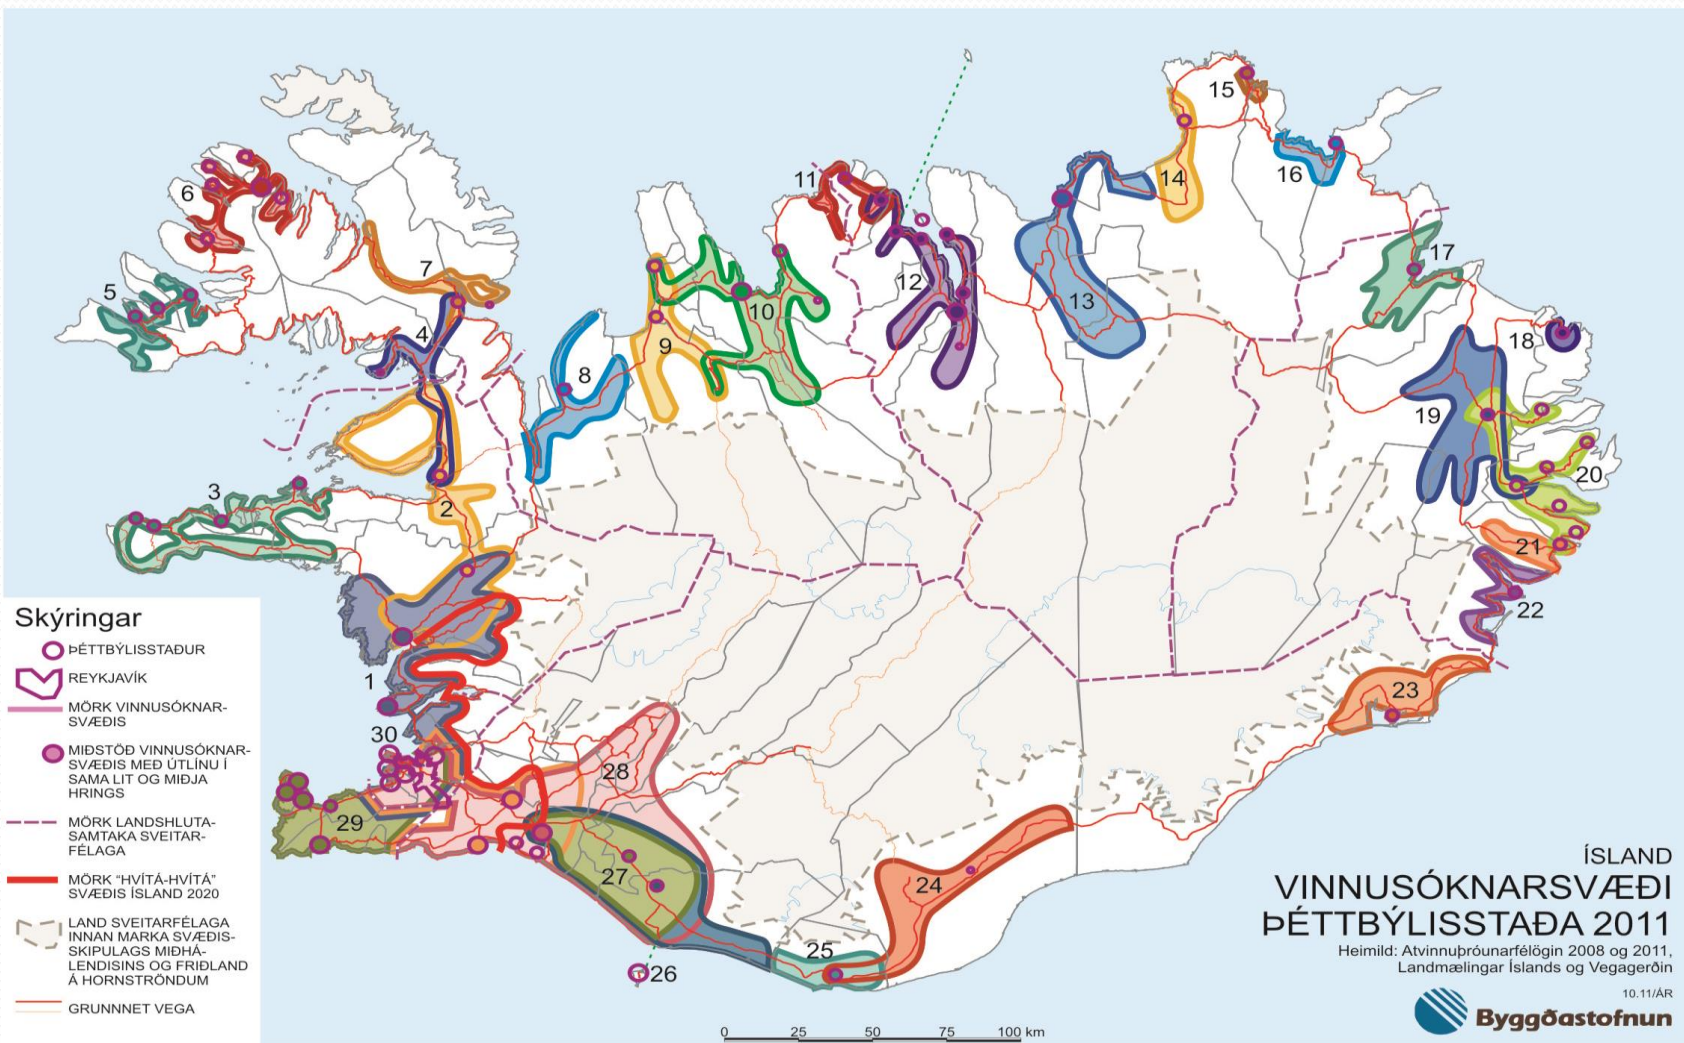 15
14
16
11
6
17
7
12
5
13
10
4
18
9
8
19
20
3
2
21
22
1
23
30
28
29
27
24
25
26
Skýringar
ÞÉTTBÝLISSTAÐUR
REYKJAVÍK
MÖRK VINNUSÓKNAR-
SVÆÐIS
MIÐSTÖÐ VINNUSÓKNAR-
SVÆÐIS MEÐ ÚTLÍNU Í
SAMA LIT OG MIÐJA
HRINGS
MÖRK LANDSHLUTA-
SAMTAKA SVEITAR-
FÉLAGA
MÖRK “HVÍTÁ-HVÍTÁ”
SVÆÐIS ÍSLAND 2020
LAND SVEITARFÉLAGA
INNAN MARKA SVÆÐIS-
SKIPULAGS MIÐHÁ-
LENDISINS OG FRIÐLAND
Á HORNSTRÖNDUM
GRUNNNET VEGA
0 25 50 75 100 km
ÍSLAND
VINNUSÓKNARSVÆÐI
ÞÉTTBÝLISSTAÐA 2011
Heimild: Atvinnuþróunarfélögin 2008 og 2011,
Landmælingar Íslands og Vegagerðin
10.11/ÁR
Byggðastofnun